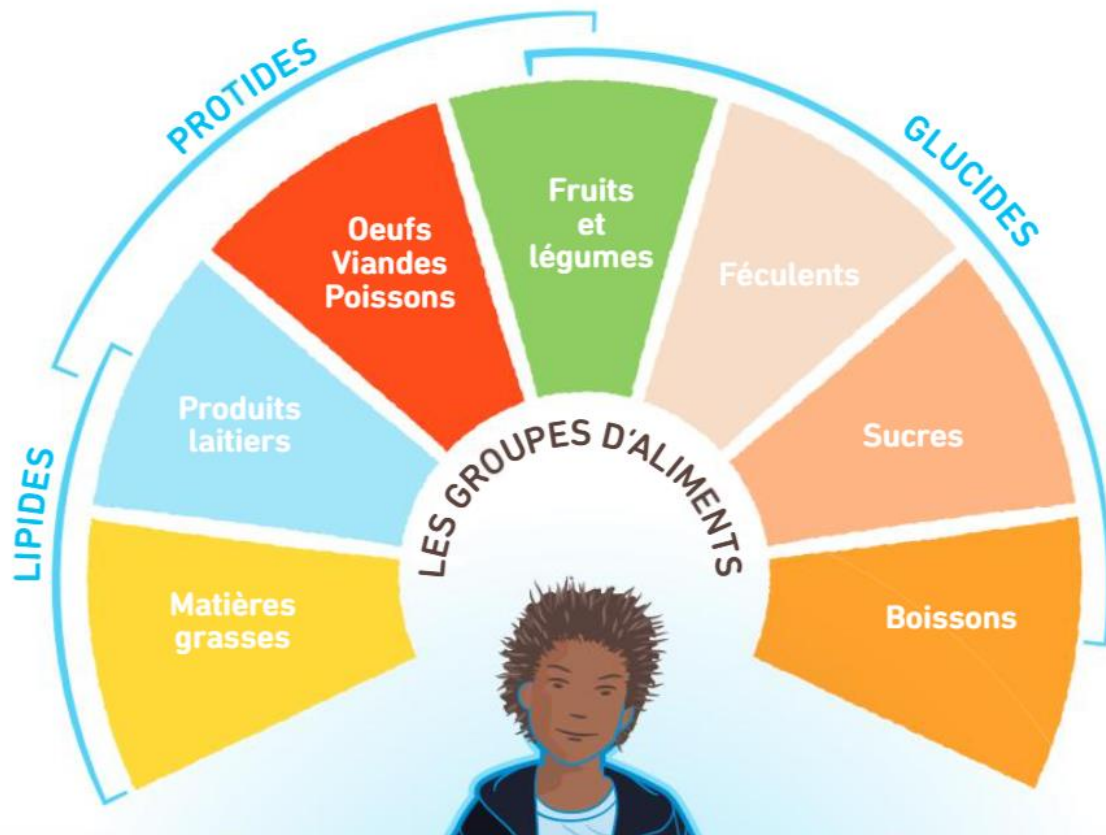 PROTIDES
GLUCIDES
LIPIDES
Matières
grasses
Produits
laitiers
Oeufs
Viandes
Poissons
Fruits
et
légumes
Féculents
Sucres
Boissons
LES GROUPES D'ALIMENTS